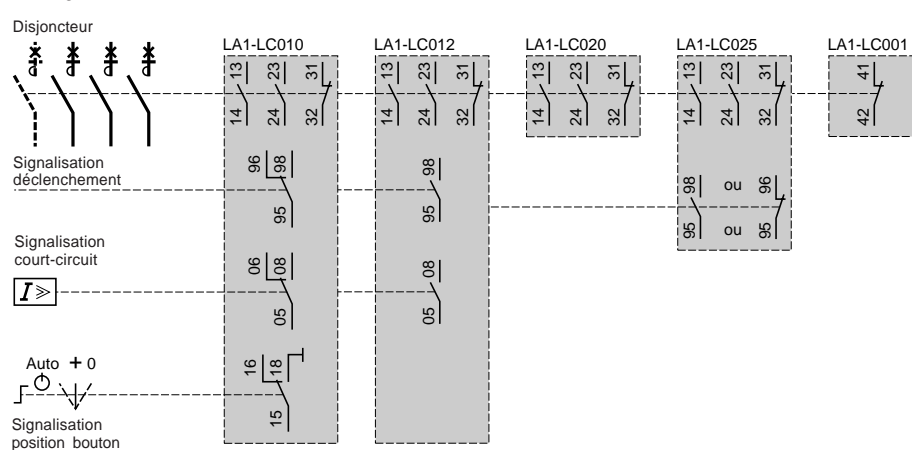 Disjoncteur
LA1-LC010 LA1-LC012 LA1-LC020 LA1-LC025 LA1-LC001
13 23 31 13 23 31 13 23 31 13 23 31 41
14 24 32 14 24 32 14 24 32 14 24 32 42
Signalisation
déclenchement
96 98 98 98 ou 96
95 95 95 ou 95
Signalisation
court-circuit
06 08 08
I >>
05 05
Auto + 0
16 18
15
Signalisation
position bouton